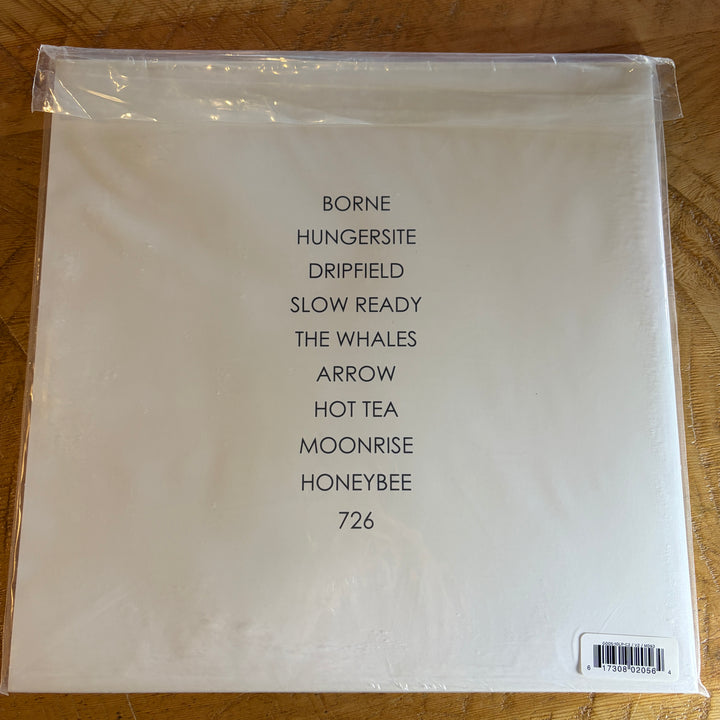 BORNE
HUNGERSITE
DRIPFIELD
SLOW READY
THE WHALES
ARROW
HOT TEA
MOONRISE
HONEYBEE
726
6 17308 02056 4